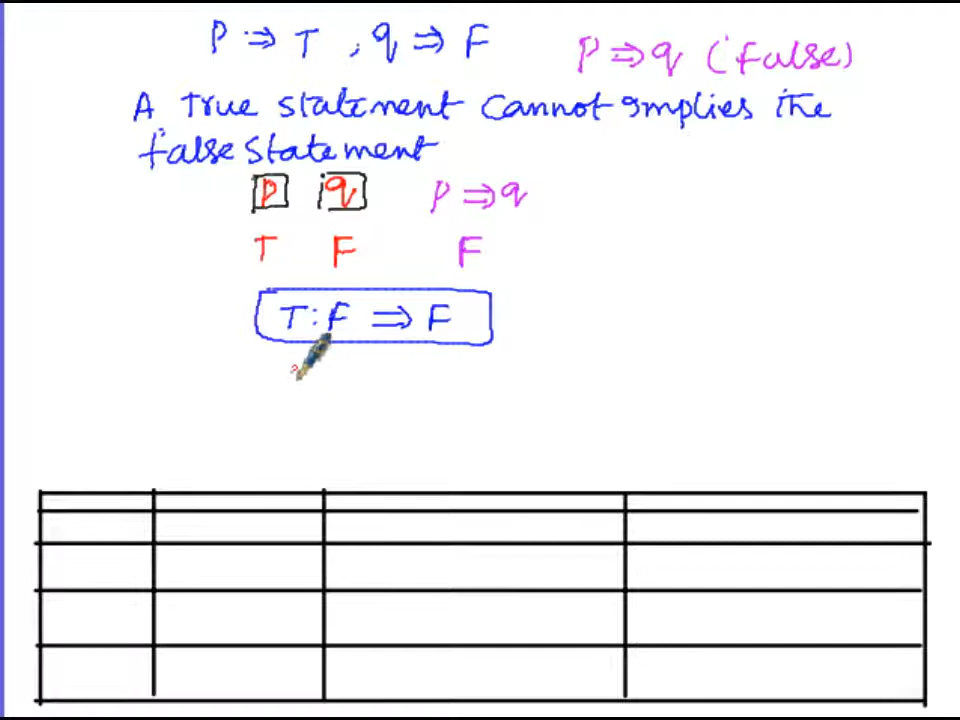 P ⇒ T , q ⇒ F P ⇒ q (false)
A true statement cannot implies the
false statement
p q P ⇒ q
T F F
T : F ⇒ F